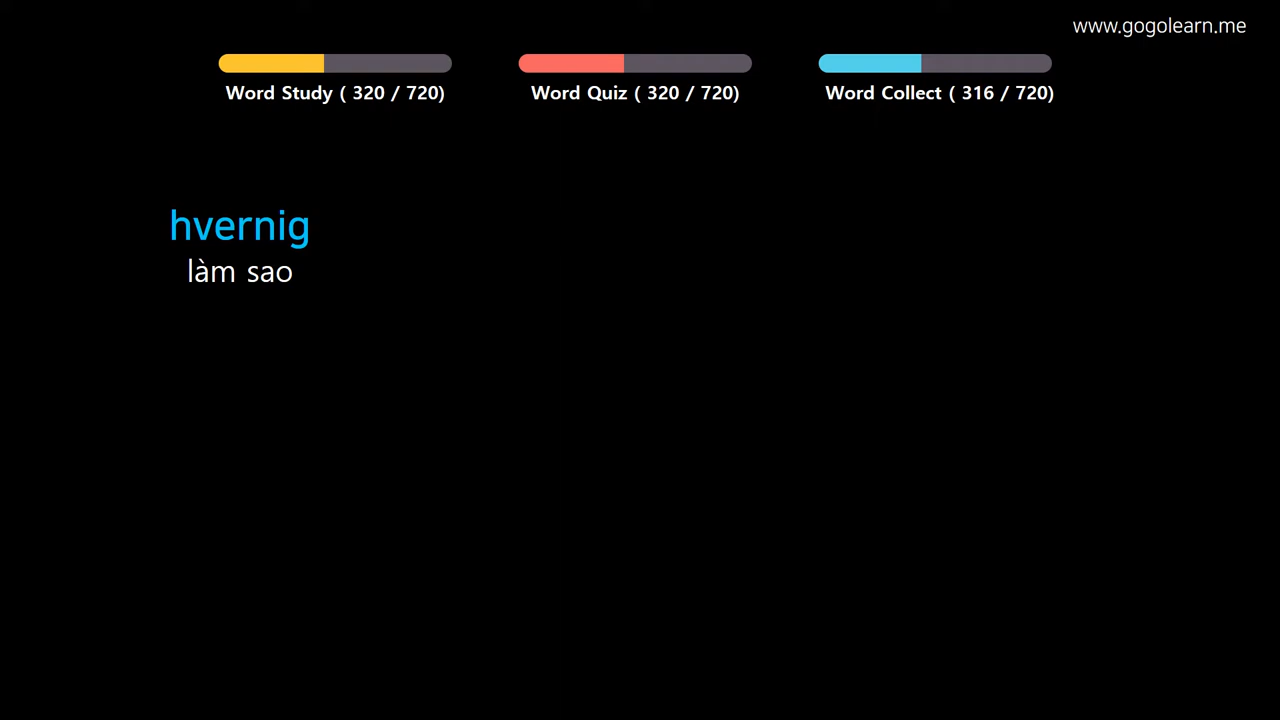 www.gogolearn.me
Word Study ( 320 / 720)
Word Quiz ( 320 / 720)
Word Collect ( 316 / 720)
hvernig
làm sao